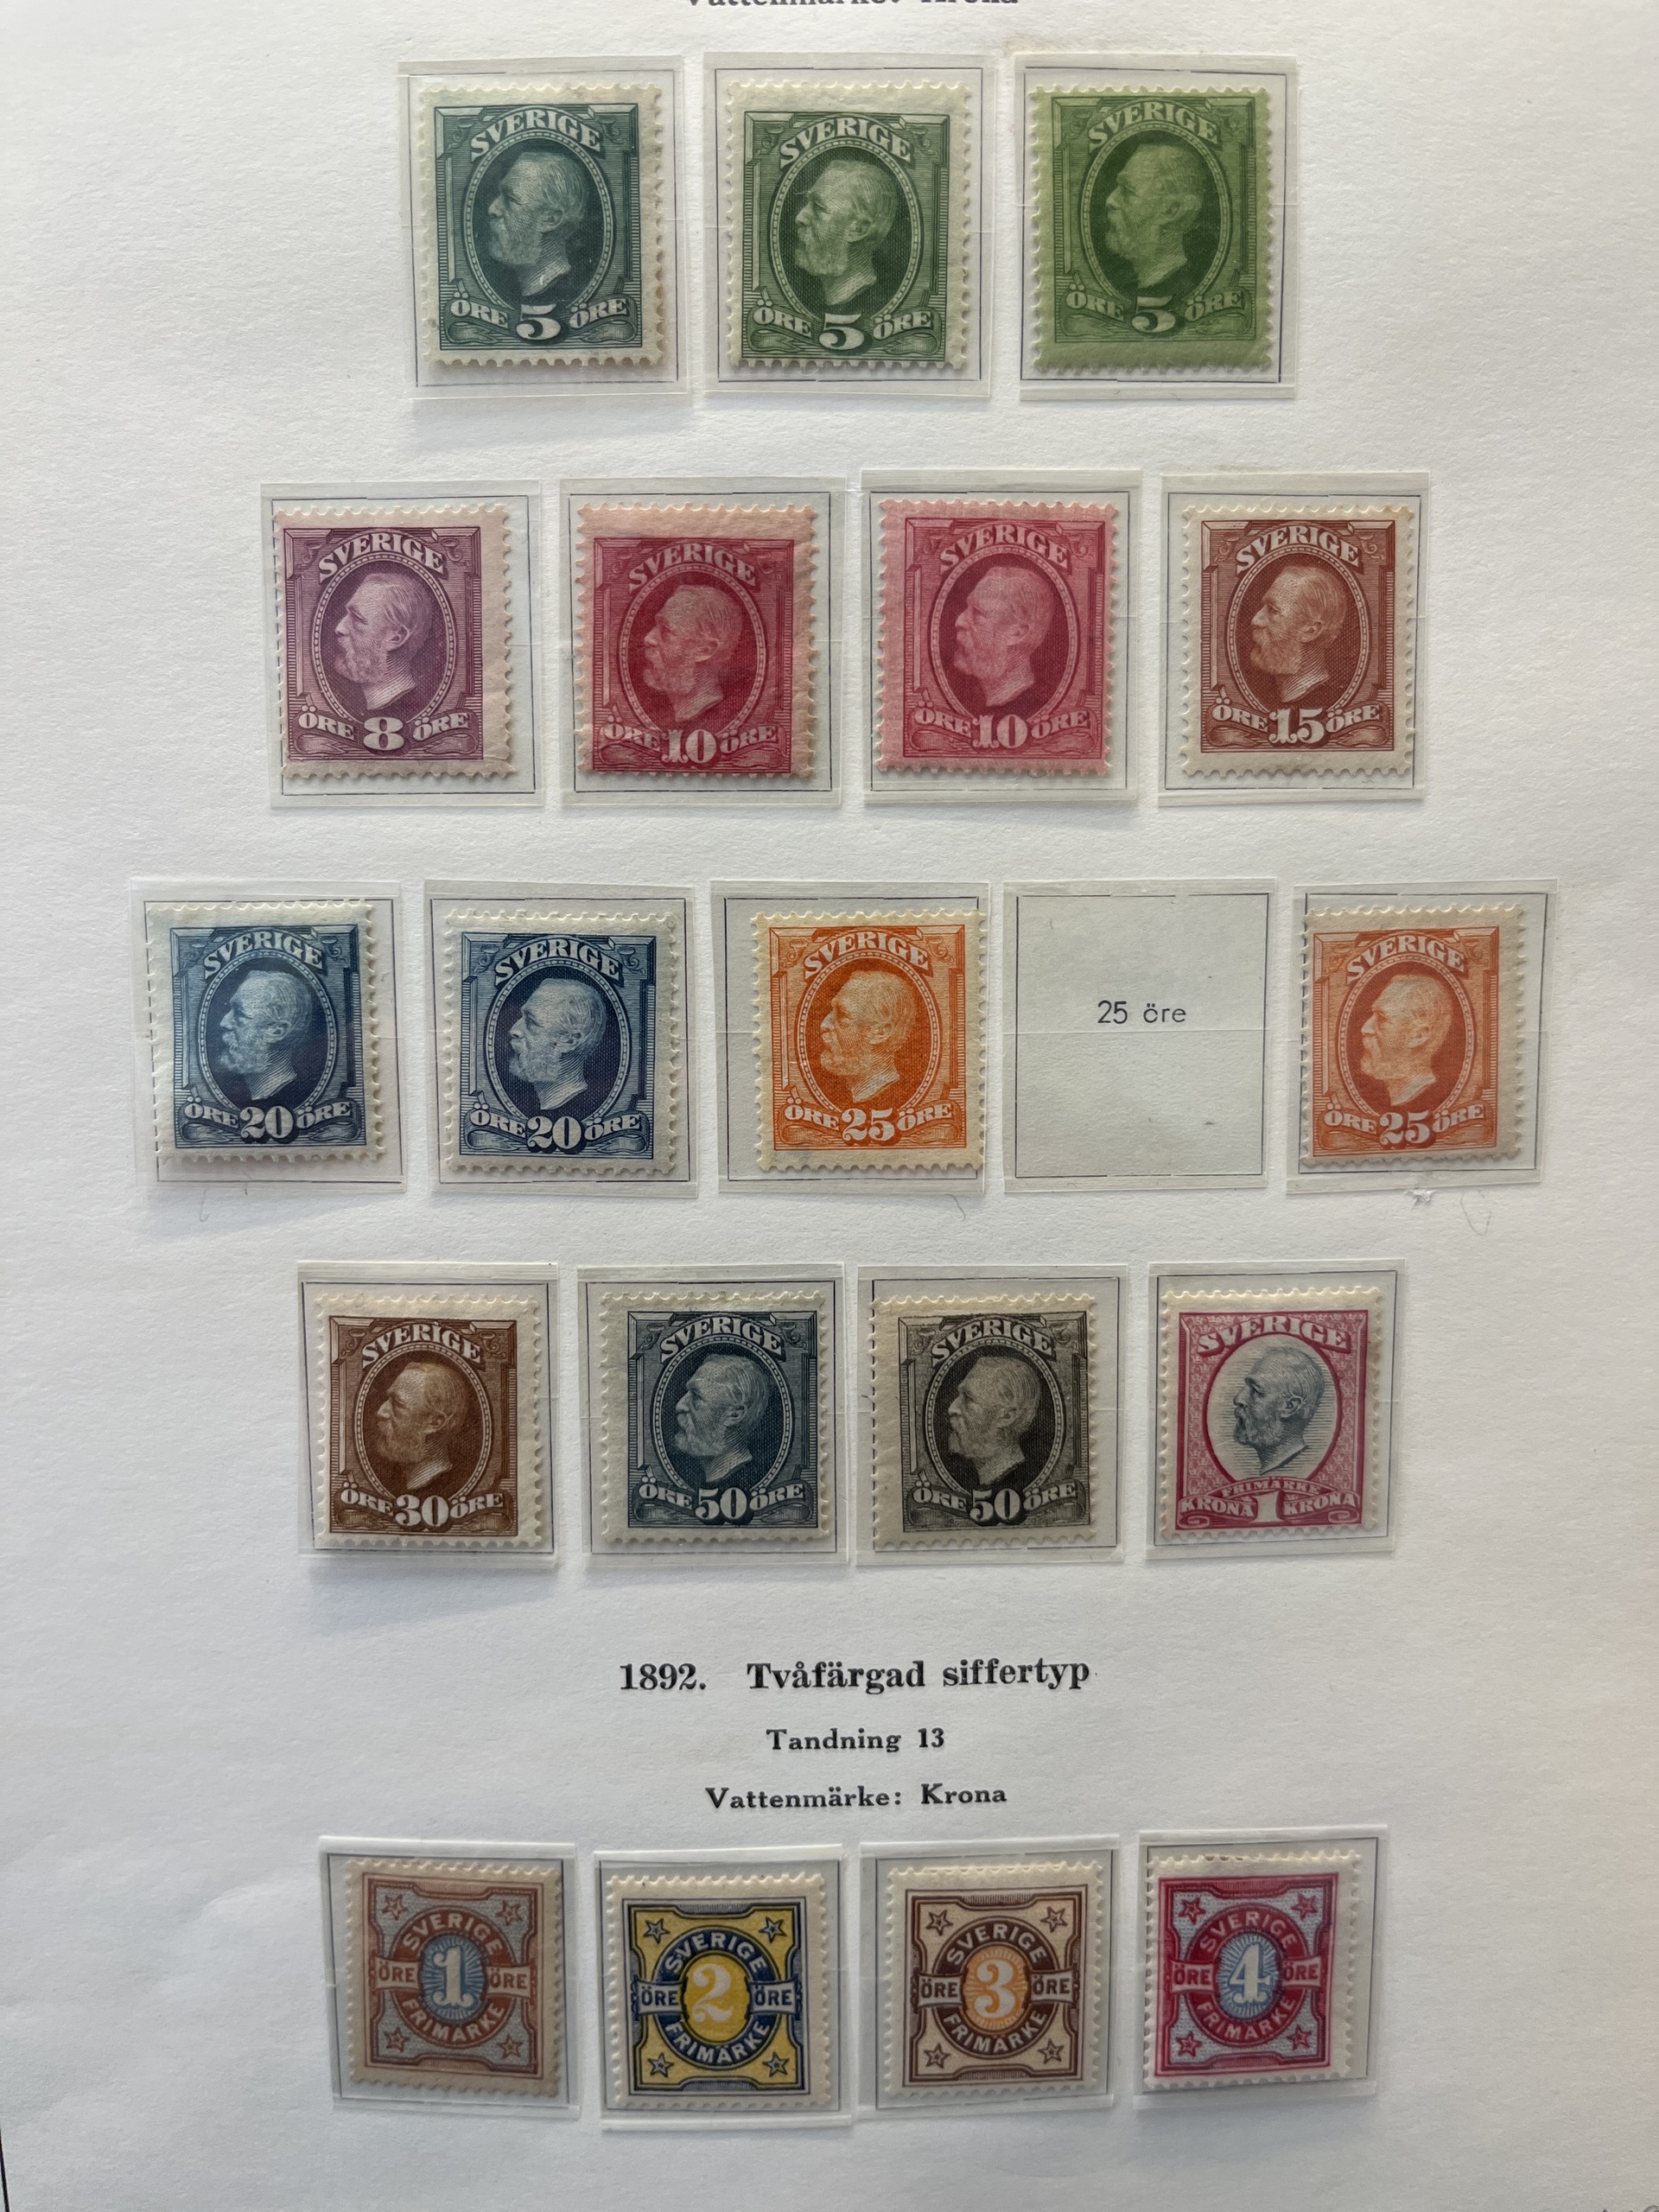 Vattenmärke: Krona
SVERIGE
ÖRE 5 ÖRE
SVERIGE
ÖRE 5 ÖRE
SVERIGE
ÖRE 5 ÖRE
SVERIGE
ÖRE 8 ÖRE
SVERIGE
ÖRE 10 ÖRE
SVERIGE
ÖRE 10 ÖRE
SVERIGE
ÖRE 15 ÖRE
SVERIGE
ÖRE 20 ÖRE
SVERIGE
ÖRE 20 ÖRE
SVERIGE
ÖRE 25 ÖRE
25 öre
SVERIGE
ÖRE 25 ÖRE
SVERIGE
ÖRE 30 ÖRE
SVERIGE
ÖRE 50 ÖRE
SVERIGE
ÖRE 50 ÖRE
SVERIGE
FRIMÄRKE
KRONA 1 KRONA
1892. Tvåfärgad siffertyp
Tandning 13
Vattenmärke: Krona
SVERIGE
ÖRE 1 ÖRE
FRIMÄRKE
SVERIGE
ÖRE 2 ÖRE
FRIMÄRKE
SVERIGE
ÖRE 3 ÖRE
FRIMÄRKE
SVERIGE
ÖRE 4 ÖRE
FRIMÄRKE